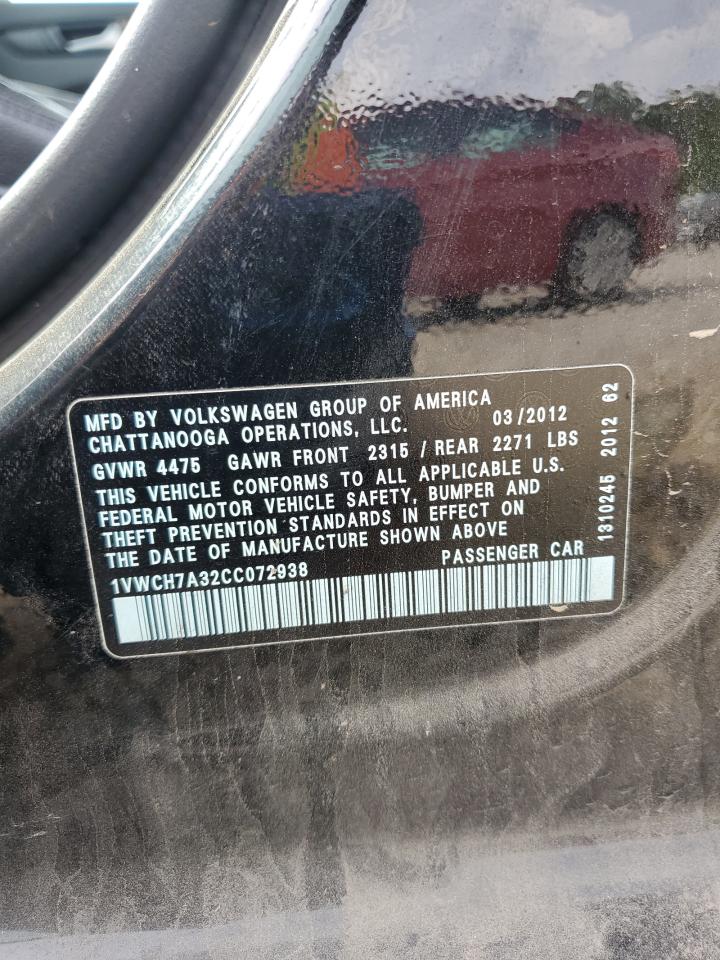 MFD BY VOLKSWAGEN GROUP OF AMERICA
CHATTANOOGA OPERATIONS, LLC. 03/2012
GVWR 4475 GAWR FRONT 2315 / REAR 2271 LBS
THIS VEHICLE CONFORMS TO ALL APPLICABLE U.S.
FEDERAL MOTOR VEHICLE SAFETY, BUMPER AND
THEFT PREVENTION STANDARDS IN EFFECT ON
THE DATE OF MANUFACTURE SHOWN ABOVE
1VWCH7A32CC072938 PASSENGER CAR
1310245 2012 62